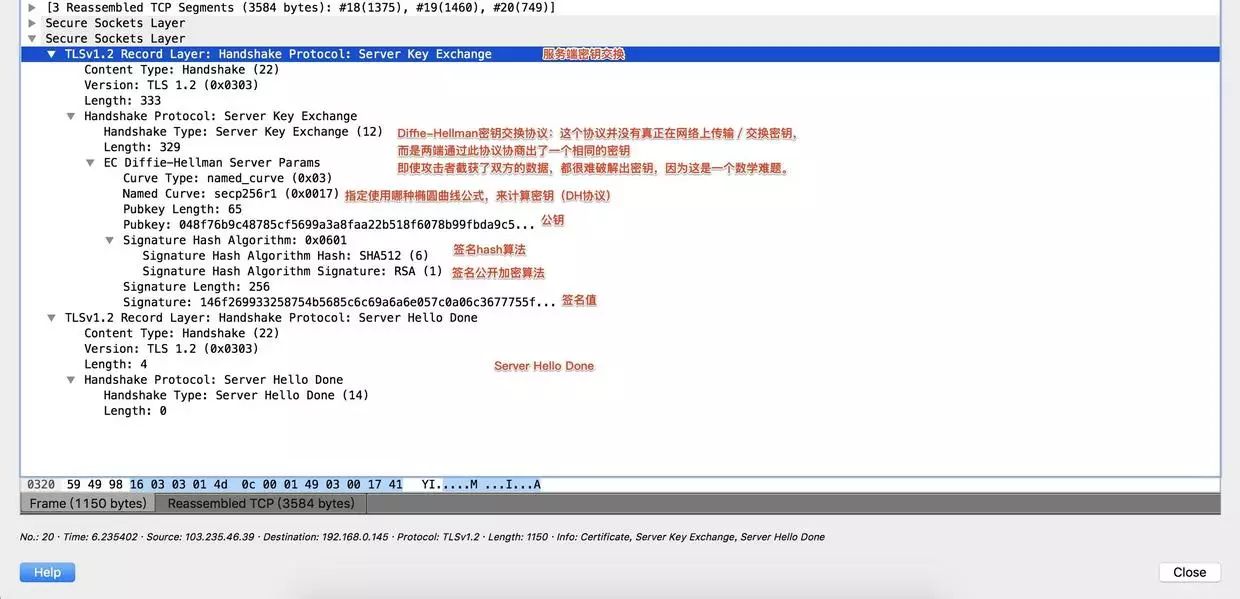 [3 Reassembled TCP Segments (3584 bytes): #18(1375), #19(1460), #20(749)]
Secure Sockets Layer
Secure Sockets Layer
TLSv1.2 Record Layer: Handshake Protocol: Server Key Exchange 服务端密钥交换
Content Type: Handshake (22)
Version: TLS 1.2 (0x0303)
Length: 333
Handshake Protocol: Server Key Exchange
Handshake Type: Server Key Exchange (12) Diffie-Hellman密钥交换协议：这个协议并没有真正在网络上传输 / 交换密钥，
Length: 329 而是两端通过此协议协商出了一个相同的密钥
EC Diffie-Hellman Server Params 即使攻击者截获了双方的数据，都很难破解出密钥，因为这是一个数学难题。
Curve Type: named_curve (0x03)
Named Curve: secp256r1 (0x0017) 指定使用哪种椭圆曲线公式，来计算密钥（DH协议）
Pubkey Length: 65
Pubkey: 048f76b9c48785cf5699a3a8faa22b518f6078b99fbda9c5... 公钥
Signature Hash Algorithm: 0x0601
Signature Hash Algorithm Hash: SHA512 (6) 签名hash算法
Signature Hash Algorithm Signature: RSA (1) 签名公开加密算法
Signature Length: 256
Signature: 146f269933258754b5685c6c69a6a6e057c0a06c3677755f... 签名值
TLSv1.2 Record Layer: Handshake Protocol: Server Hello Done
Content Type: Handshake (22)
Version: TLS 1.2 (0x0303)
Length: 4 Server Hello Done
Handshake Protocol: Server Hello Done
Handshake Type: Server Hello Done (14)
Length: 0
0320 59 49 98 16 03 03 01 4d 0c 00 01 49 03 00 17 41 YI.....M ...I...A
Frame (1150 bytes) Reassembled TCP (3584 bytes)
No.: 20 · Time: 6.235402 · Source: 103.235.46.39 · Destination: 192.168.0.145 · Protocol: TLSv1.2 · Length: 1150 · Info: Certificate, Server Key Exchange, Server Hello Done
Help Close